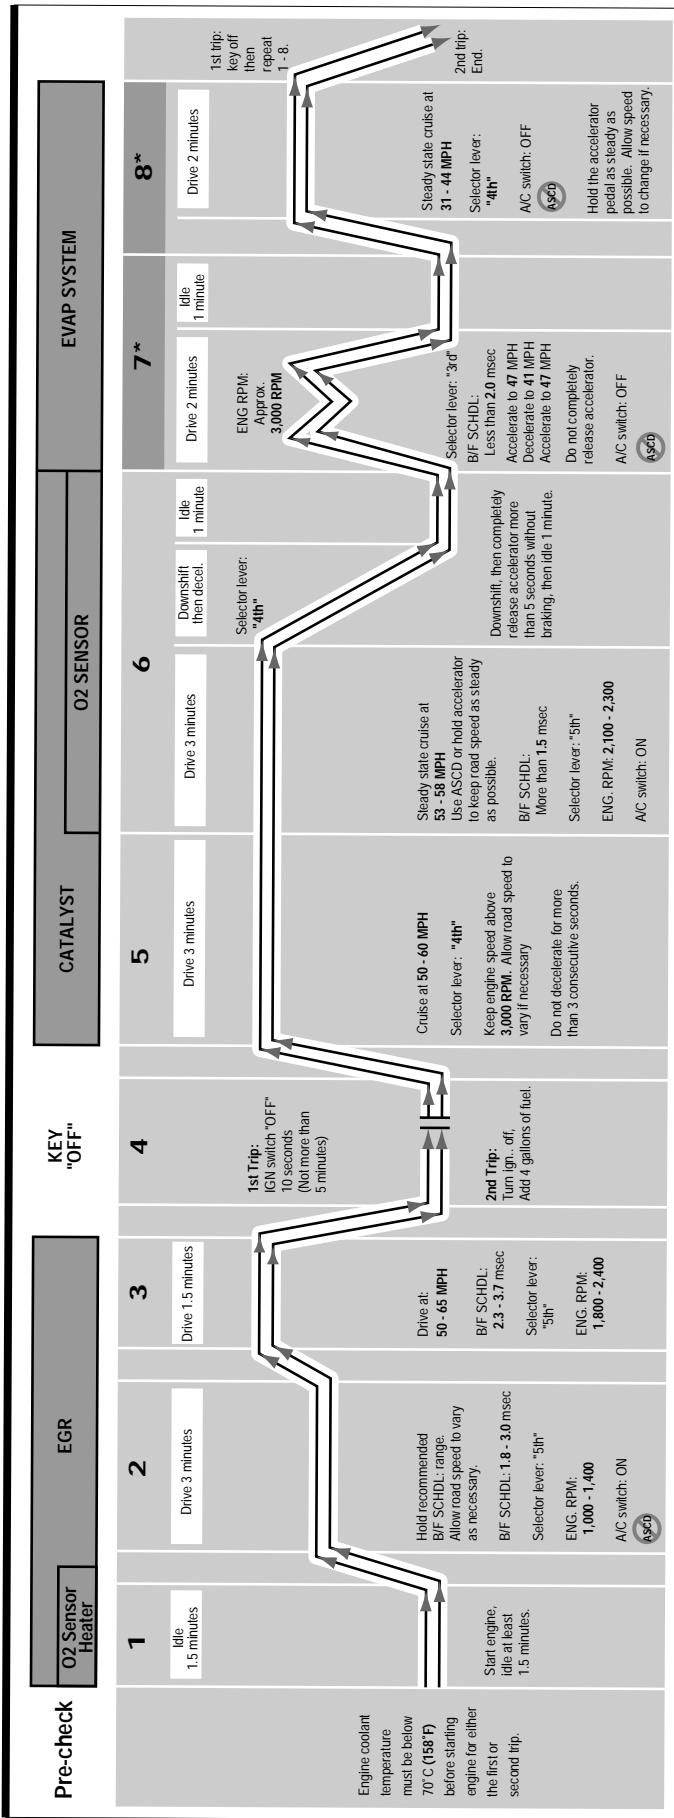 Pre-check
O2 Sensor
Heater
EGR
KEY
"OFF"
CATALYST
O2 SENSOR
EVAP SYSTEM
Engine coolant
temperature
must be below
70˚C (158˚F)
before starting
engine for either
the first or
second trip.
1
Idle
1.5 minutes
Start engine,
idle at least
1.5 minutes.
2
Drive 3 minutes
Hold recommended
B/F SCHDL: range.
Allow road speed to vary
as necessary.
B/F SCHDL: 1.8 - 3.0 msec
Selector lever: "5th"
ENG. RPM:
1,000 - 1,400
A/C switch: ON
ASCD
3
Drive 1.5 minutes
Drive at:
50 - 65 MPH
B/F SCHDL:
2.3 - 3.7 msec
Selector lever:
"5th"
ENG. RPM:
1,800 - 2,400
4
1st Trip:
IGN switch "OFF"
10 seconds
(Not more than
5 minutes)
2nd Trip:
Turn ign.. off,
Add 4 gallons of fuel.
5
Drive 3 minutes
Cruise at 50 - 60 MPH
Selector lever: "4th"
Keep engine speed above
3,000 RPM. Allow road speed to
vary if necessary
Do not decelerate for more
than 3 consecutive seconds.
6
Drive 3 minutes
Steady state cruise at
53 - 58 MPH
Use ASCD or hold accelerator
to keep road speed as steady
as possible.
B/F SCHDL:
More than 1.5 msec
Selector lever: "5th"
ENG. RPM: 2,100 - 2,300
A/C switch: ON
Downshift
then decel.
Selector lever:
"4th"
Idle
1 minute
Downshift, then completely
release accelerator more
than 5 seconds without
braking, then idle 1 minute.
7*
Drive 2 minutes
ENG RPM:
Approx.
3,000 RPM
Selector lever: "3rd"
B/F SCHDL:
Less than 2.0 msec
Accelerate to 47 MPH
Decelerate to 41 MPH
Accelerate to 47 MPH
Do not completely
release accelerator.
A/C switch: OFF
ASCD
Idle
1 minute
8*
Drive 2 minutes
Steady state cruise at
31 - 44 MPH
Selector lever:
"4th"
A/C switch: OFF
ASCD
Hold the accelerator
pedal as steady as
possible. Allow speed
to change if necessary.
1st trip:
key off
then
repeat
1 - 8.
2nd trip:
End.